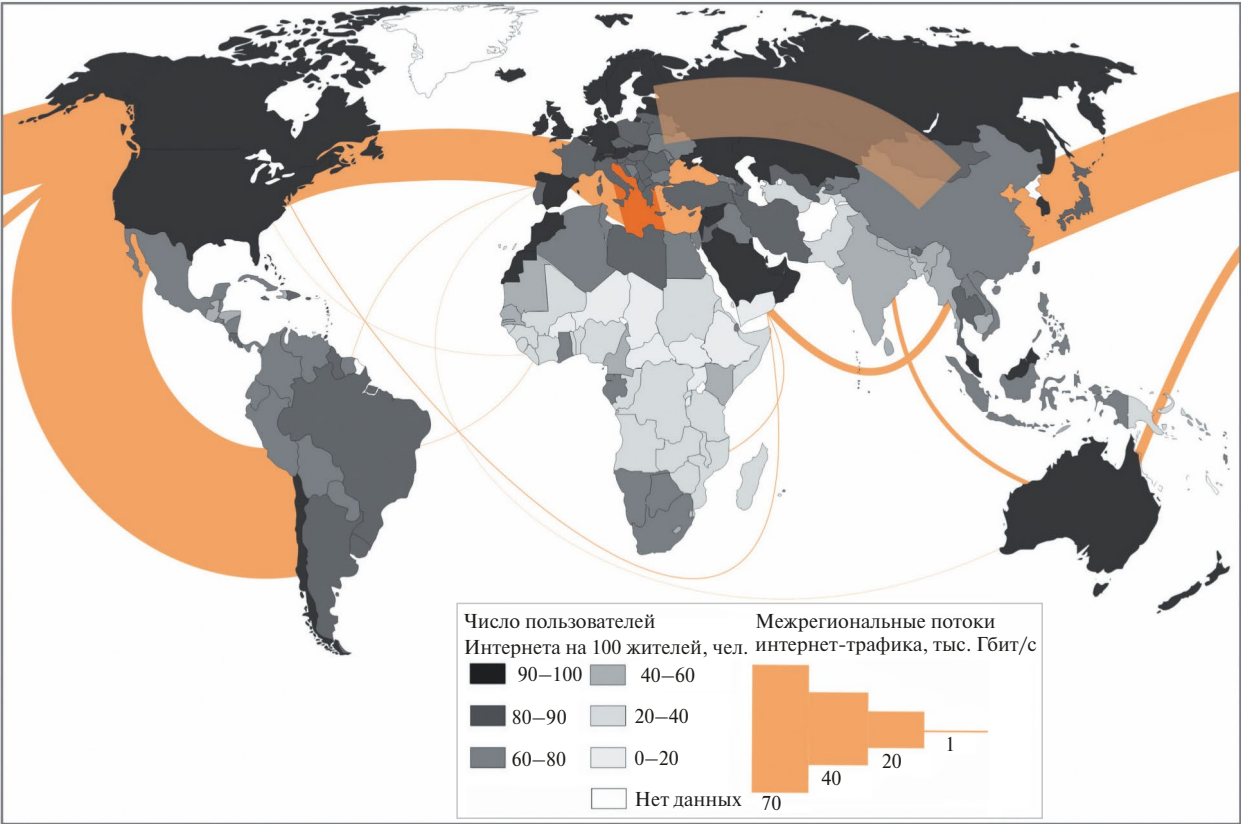 Число пользователей
Интернета на 100 жителей, чел.
90–100
80–90
60–80
40–60
20–40
0–20
Нет данных
Межрегиональные потоки
интернет-трафика, тыс. Гбит/с
70
40
20
1